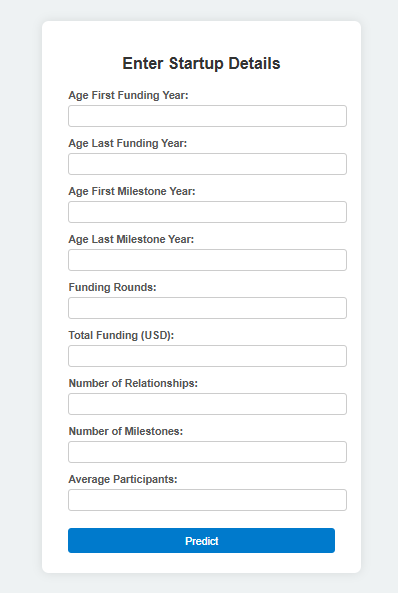 Enter Startup Details
Age First Funding Year:
Age Last Funding Year:
Age First Milestone Year:
Age Last Milestone Year:
Funding Rounds:
Total Funding (USD):
Number of Relationships:
Number of Milestones:
Average Participants:
Predict